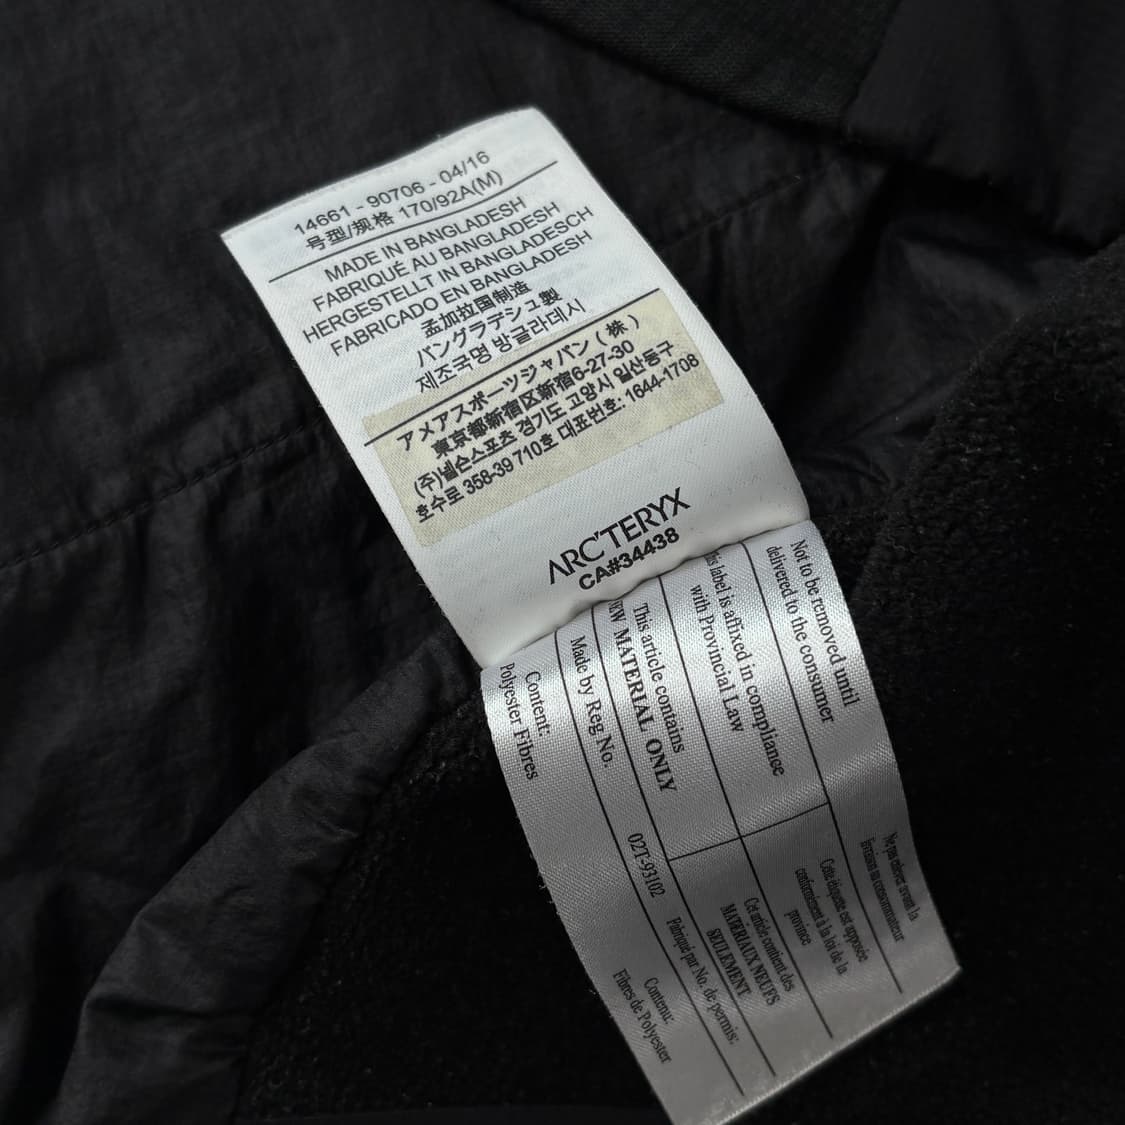 14661 - 90706 - 04/16
号型/规格 170/92A(M)
MADE IN BANGLADESH
FABRIQUÉ AU BANGLADESH
HERGESTELLT IN BANGLADESCH
FABRICADO EN BANGLADESH
孟加拉国制造
バングラデシュ製
제조국명 방글라데시
アメアスポーツジャパン(株)
東京都新宿区新宿6-27-30
(주)넬슨스포츠 경기도 고양시 일산동구
호수로 358-39 710호 대표번호: 1644-1708
ARC'TERYX
CA#34438
Not to be removed until
delivered to the consumer
Ne pas enlever avant la
livraison au consommateur
This label is affixed in compliance
with Provincial Law
Cette étiquette est apposée
conformément à la loi de la
province
This article contains
NEW MATERIAL ONLY
Cet article contient des
MATÉRIAUX NEUFS
SEULEMENT
Made by Reg No. 02T-93102
Fabriqué par No. de permis:
Content:
Polyester Fibres
Contenu:
Fibres de Polyester